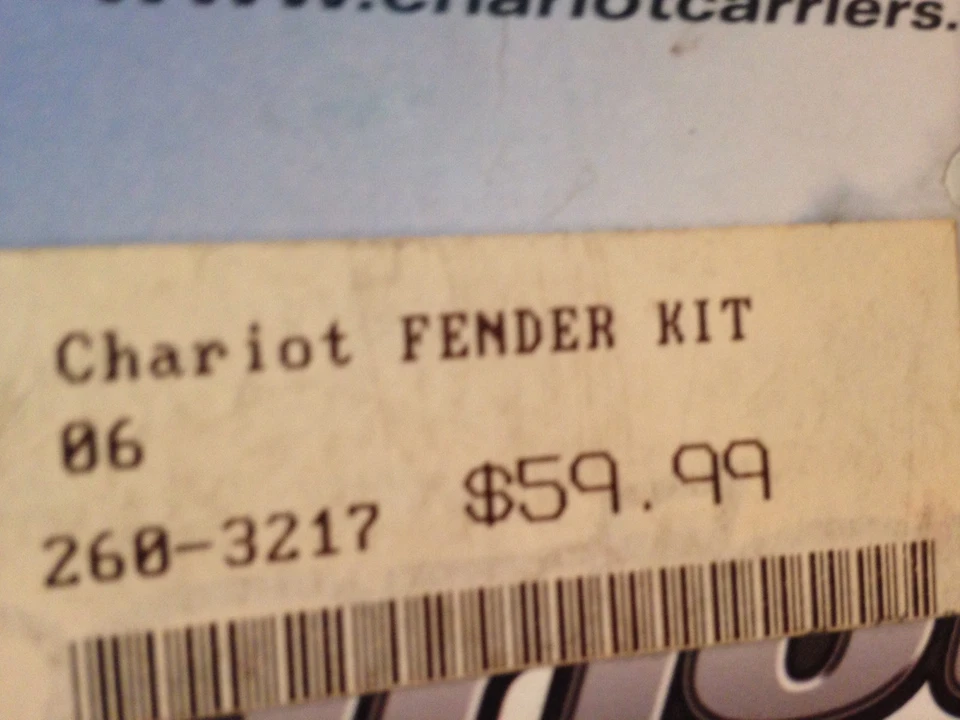 www.chariotcarriers.
Chariot FENDER KIT
06
260-3217 $59.99